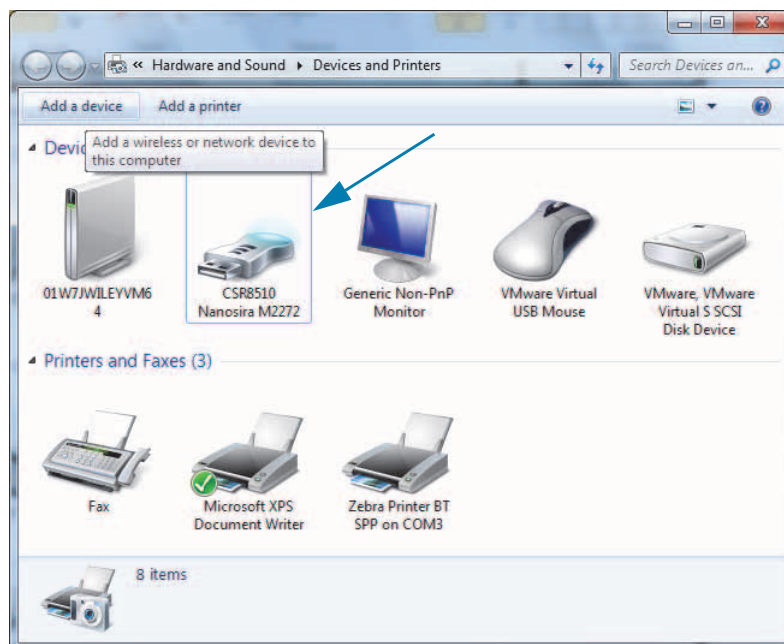 « Hardware and Sound ▸ Devices and Printers
Search Devices an...
Add a device Add a printer
Devic
Add a wireless or network device to
this computer
01W7JWILEYVM6
4
CSR8510
Nanosira M2272
Generic Non-PnP
Monitor
VMware Virtual
USB Mouse
VMware, VMware
Virtual S SCSI
Disk Device
Printers and Faxes (3)
Fax
Microsoft XPS
Document Writer
Zebra Printer BT
SPP on COM3
8 items